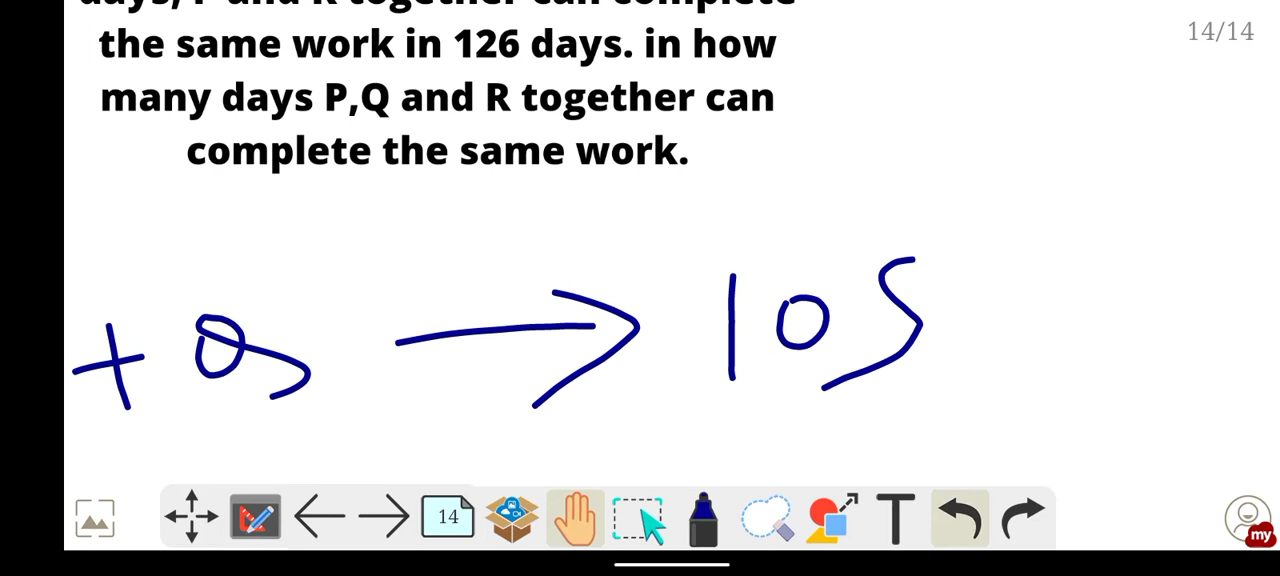 the same work in 126 days. in how
many days P,Q and R together can
complete the same work.
14/14
+ Q → 105
14
T
my